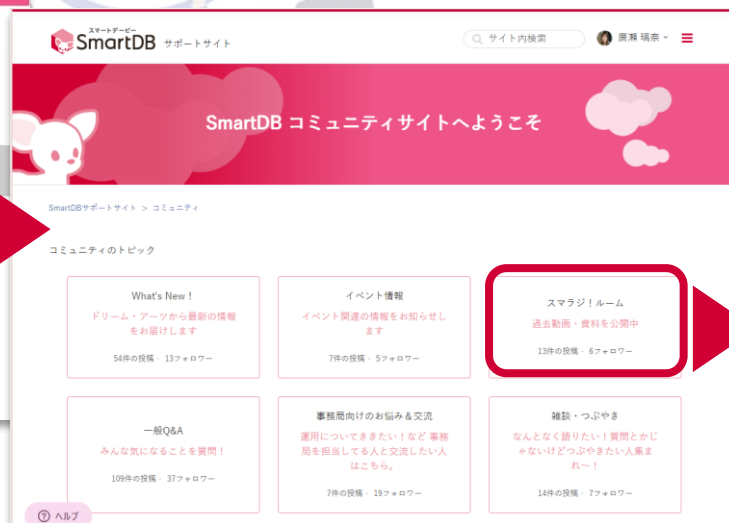 スマートデービー
SmartDB サポートサイト
サイト内検索
廣瀬 璃奈
SmartDB コミュニティサイトへようこそ
SmartDBサポートサイト > コミュニティ
コミュニティのトピック
What's New！
ドリーム・アーツから最新の情報
をお届けします
54件の投稿・ 13フォロワー
イベント情報
イベント関連の情報をお知らせし
ます
7件の投稿・ 5フォロワー
スマラジ！ルーム
過去動画・資料を公開中
13件の投稿・ 6フォロワー
一般Q&A
みんな気になることを質問！
109件の投稿・ 37フォロワー
事務局向けのお悩み＆交流
運用についてききたい！など 事務
局を担当してる人と交流したい人
はこちら。
7件の投稿・ 19フォロワー
雑談・つぶやき
なんとなく語りたい！質問とかじ
ゃないけどつぶやきたい人集ま
れ～！
14件の投稿・ 7フォロワー
ヘルプ